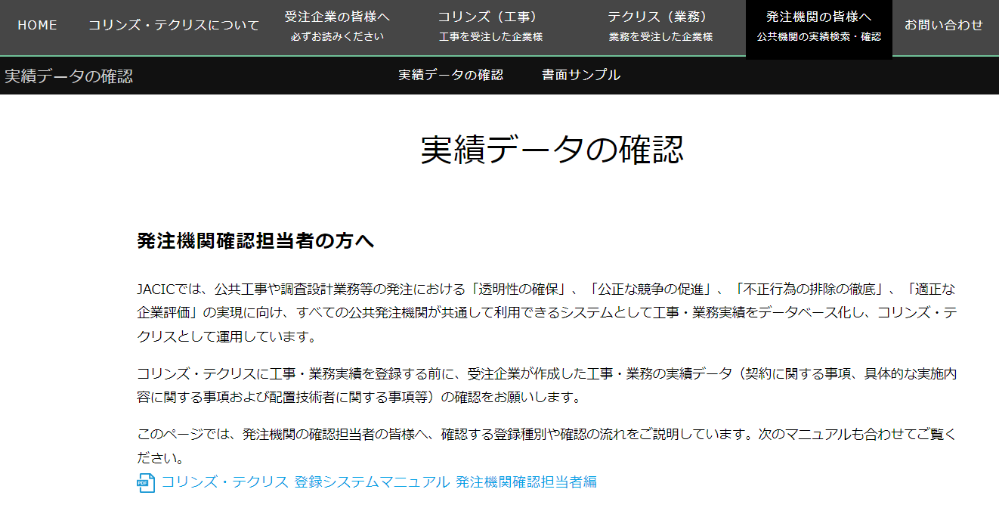 HOME
コリンズ・テクリスについて
受注企業の皆様へ
必ずお読みください
コリンズ（工事）
工事を受注した企業様
テクリス（業務）
業務を受注した企業様
発注機関の皆様へ
公共機関の実績検索・確認
お問い合わせ
実績データの確認
実績データの確認
書面サンプル
実績データの確認
発注機関確認担当者の方へ
JACICでは、公共工事や調査設計業務等の発注における「透明性の確保」、「公正な競争の促進」、「不正行為の排除の徹底」、「適正な
企業評価」の実現に向け、すべての公共発注機関が共通して利用できるシステムとして工事・業務実績をデータベース化し、コリンズ・テ
クリスとして運用しています。
コリンズ・テクリスに工事・業務実績を登録する前に、受注企業が作成した工事・業務の実績データ（契約に関する事項、具体的な実施内
容に関する事項および配置技術者に関する事項等）の確認をお願いします。
このページでは、発注機関の確認担当者の皆様へ、確認する登録種別や確認の流れをご説明しています。次のマニュアルも合わせてご覧く
ださい。
PDF コリンズ・テクリス 登録システムマニュアル 発注機関確認担当者編